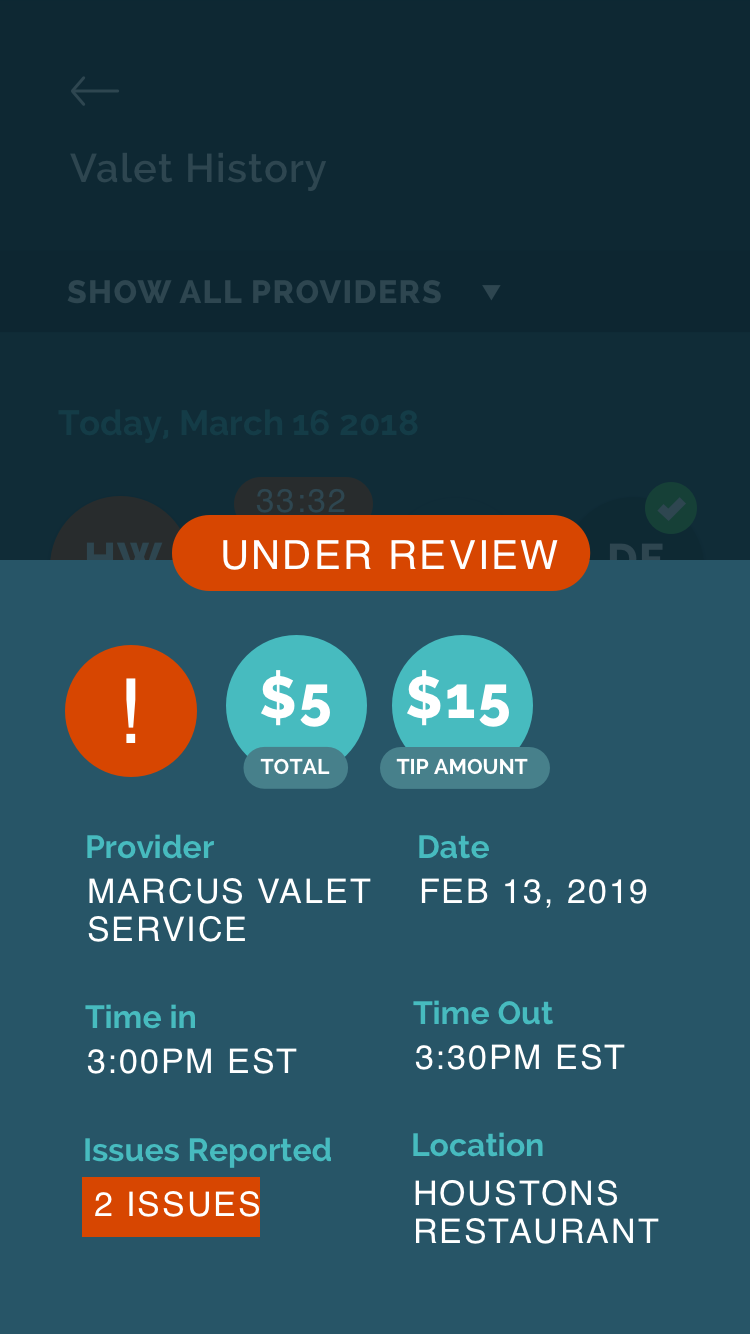 Valet History
SHOW ALL PROVIDERS
Today, March 16 2018
33:32
HW
DE
UNDER REVIEW
!
$5
$15
TOTAL
TIP AMOUNT
Provider
Date
MARCUS VALET
SERVICE
FEB 13, 2019
Time in
Time Out
3:00PM EST
3:30PM EST
Issues Reported
Location
2 ISSUES
HOUSTONS
RESTAURANT